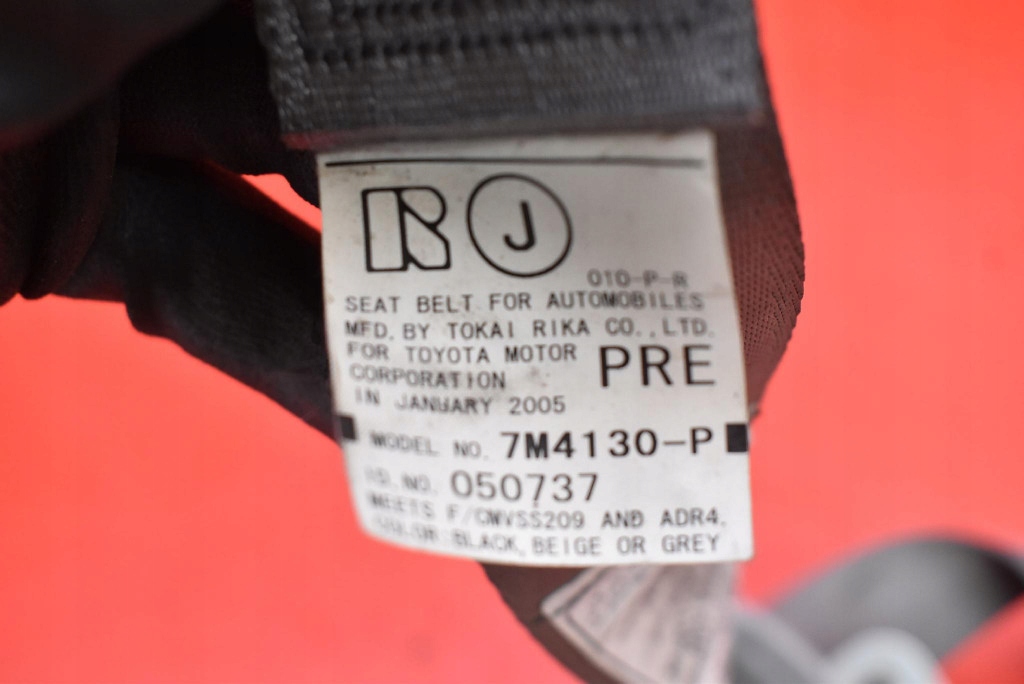 R J
010-P-R
SEAT BELT FOR AUTOMOBILES
MFD. BY TOKAI RIKA CO., LTD.
FOR TOYOTA MOTOR
CORPORATION
PRE
IN JANUARY 2005
MODEL NO. 7M4130-P
ID.NO. 050737
MEETS F/CMVSS209 AND ADR4.
COLOR:BLACK, BEIGE OR GREY